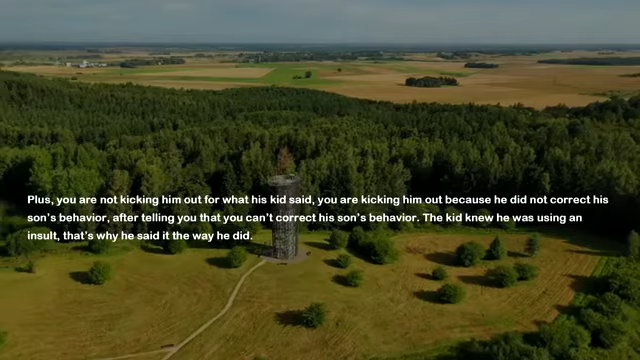 Plus, you are not kicking him out for what his kid said, you are kicking him out because he did not correct his
son's behavior, after telling you that you can't correct his son's behavior. The kid knew he was using an
insult, that's why he said it the way he did.